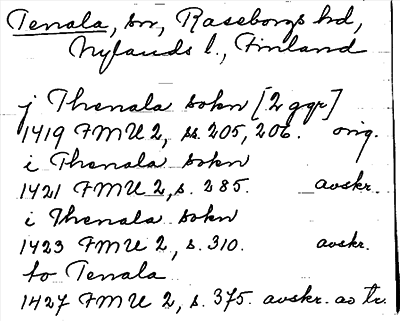 Tenala, sn, Raseborgs hd,
Nylands l., Finland
j Thenala sokn [2 ggr]
1419 FMU 2, ss. 205, 206. orig.
i Thenala sokn
1421 FMU 2, s. 285. avskr.
i Thenala sokn
1423 FMU 2, s. 310. avskr.
to Tenala
1427 FMU 2, s. 375. avskr. ao tr.